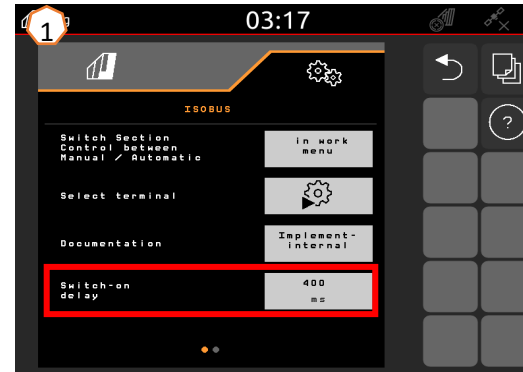 1
g
03:17
ISOBUS
Switch Section
Control between
Manual / Automatic
in work
menu
Select terminal
Documentation
Implement-
internal
Switch-on
delay
400
ms
?